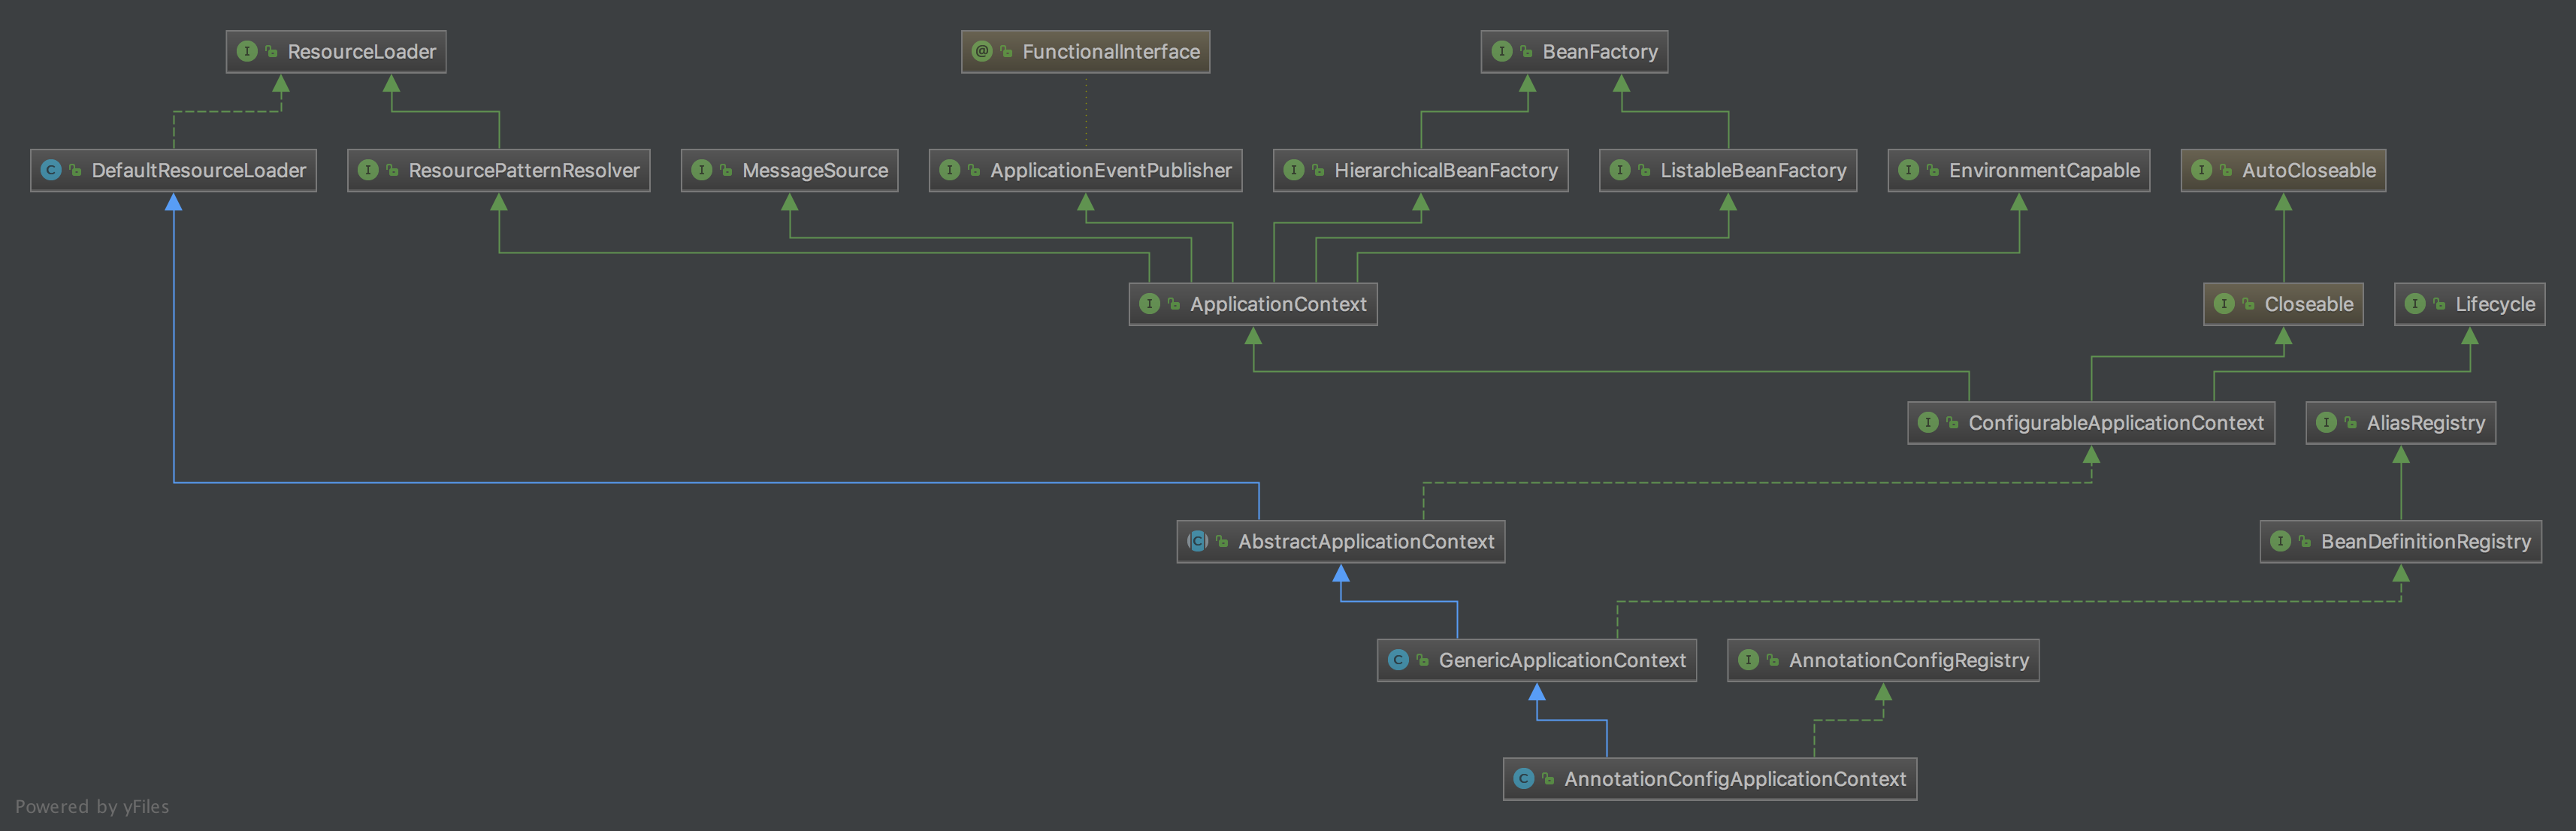 ResourceLoader
FunctionalInterface
BeanFactory
DefaultResourceLoader
ResourcePatternResolver
MessageSource
ApplicationEventPublisher
HierarchicalBeanFactory
ListableBeanFactory
EnvironmentCapable
AutoCloseable
ApplicationContext
Closeable
Lifecycle
ConfigurableApplicationContext
AliasRegistry
AbstractApplicationContext
BeanDefinitionRegistry
GenericApplicationContext
AnnotationConfigRegistry
AnnotationConfigApplicationContext
Powered by yFiles